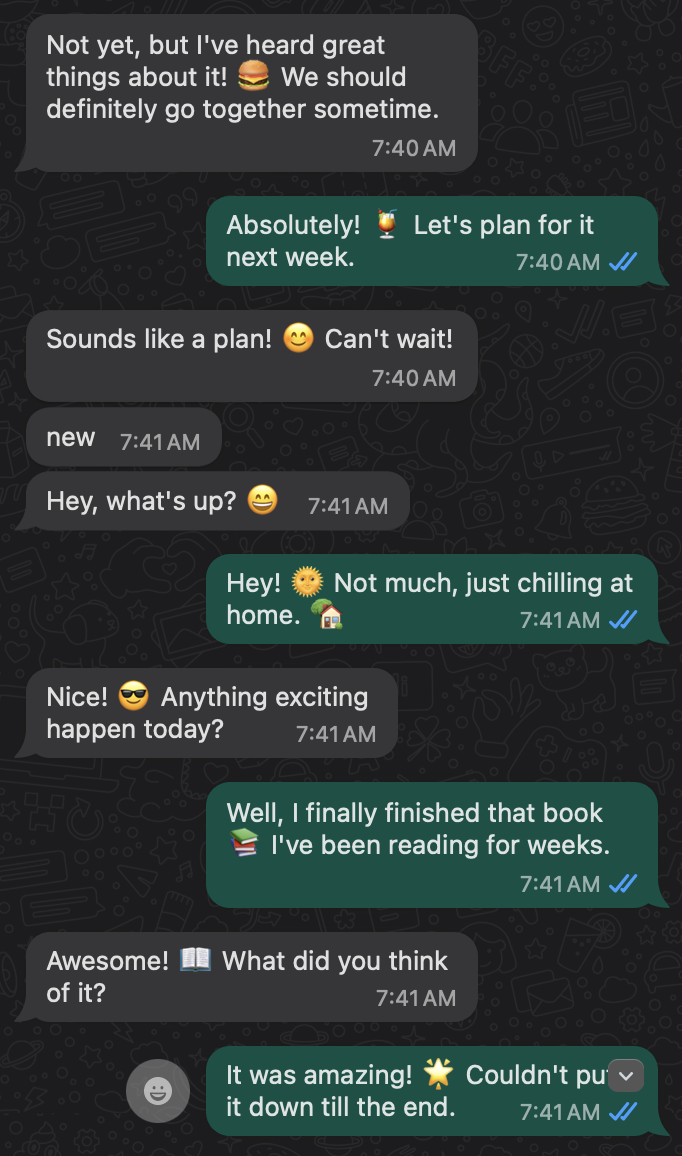 Not yet, but I've heard great
things about it! 🍔 We should
definitely go together sometime.
7:40 AM
Absolutely! 🍹 Let's plan for it
next week. 7:40 AM
Sounds like a plan! 😊 Can't wait!
7:40 AM
new 7:41 AM
Hey, what's up? 😄 7:41 AM
Hey! 🌞 Not much, just chilling at
home. 🏡 7:41 AM
Nice! 😎 Anything exciting
happen today? 7:41 AM
Well, I finally finished that book
📚 I've been reading for weeks.
7:41 AM
Awesome! 📖 What did you think
of it? 7:41 AM
It was amazing! 🌟 Couldn't pu
it down till the end. 7:41 AM